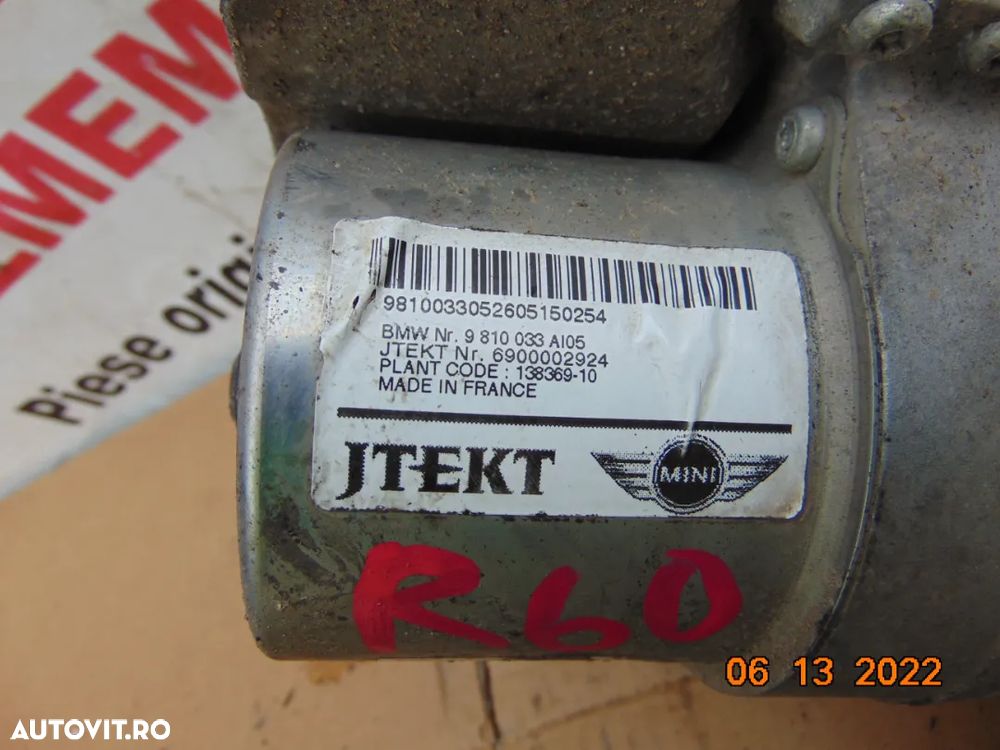 MEM
Piese origi
9810033052605150254
BMW Nr. 9 810 033 AI05
JTEKT Nr. 6900002924
PLANT CODE : 138369-10
MADE IN FRANCE
JTEKT
MINI
R60
06 13 2022
AUTOVIT.RO